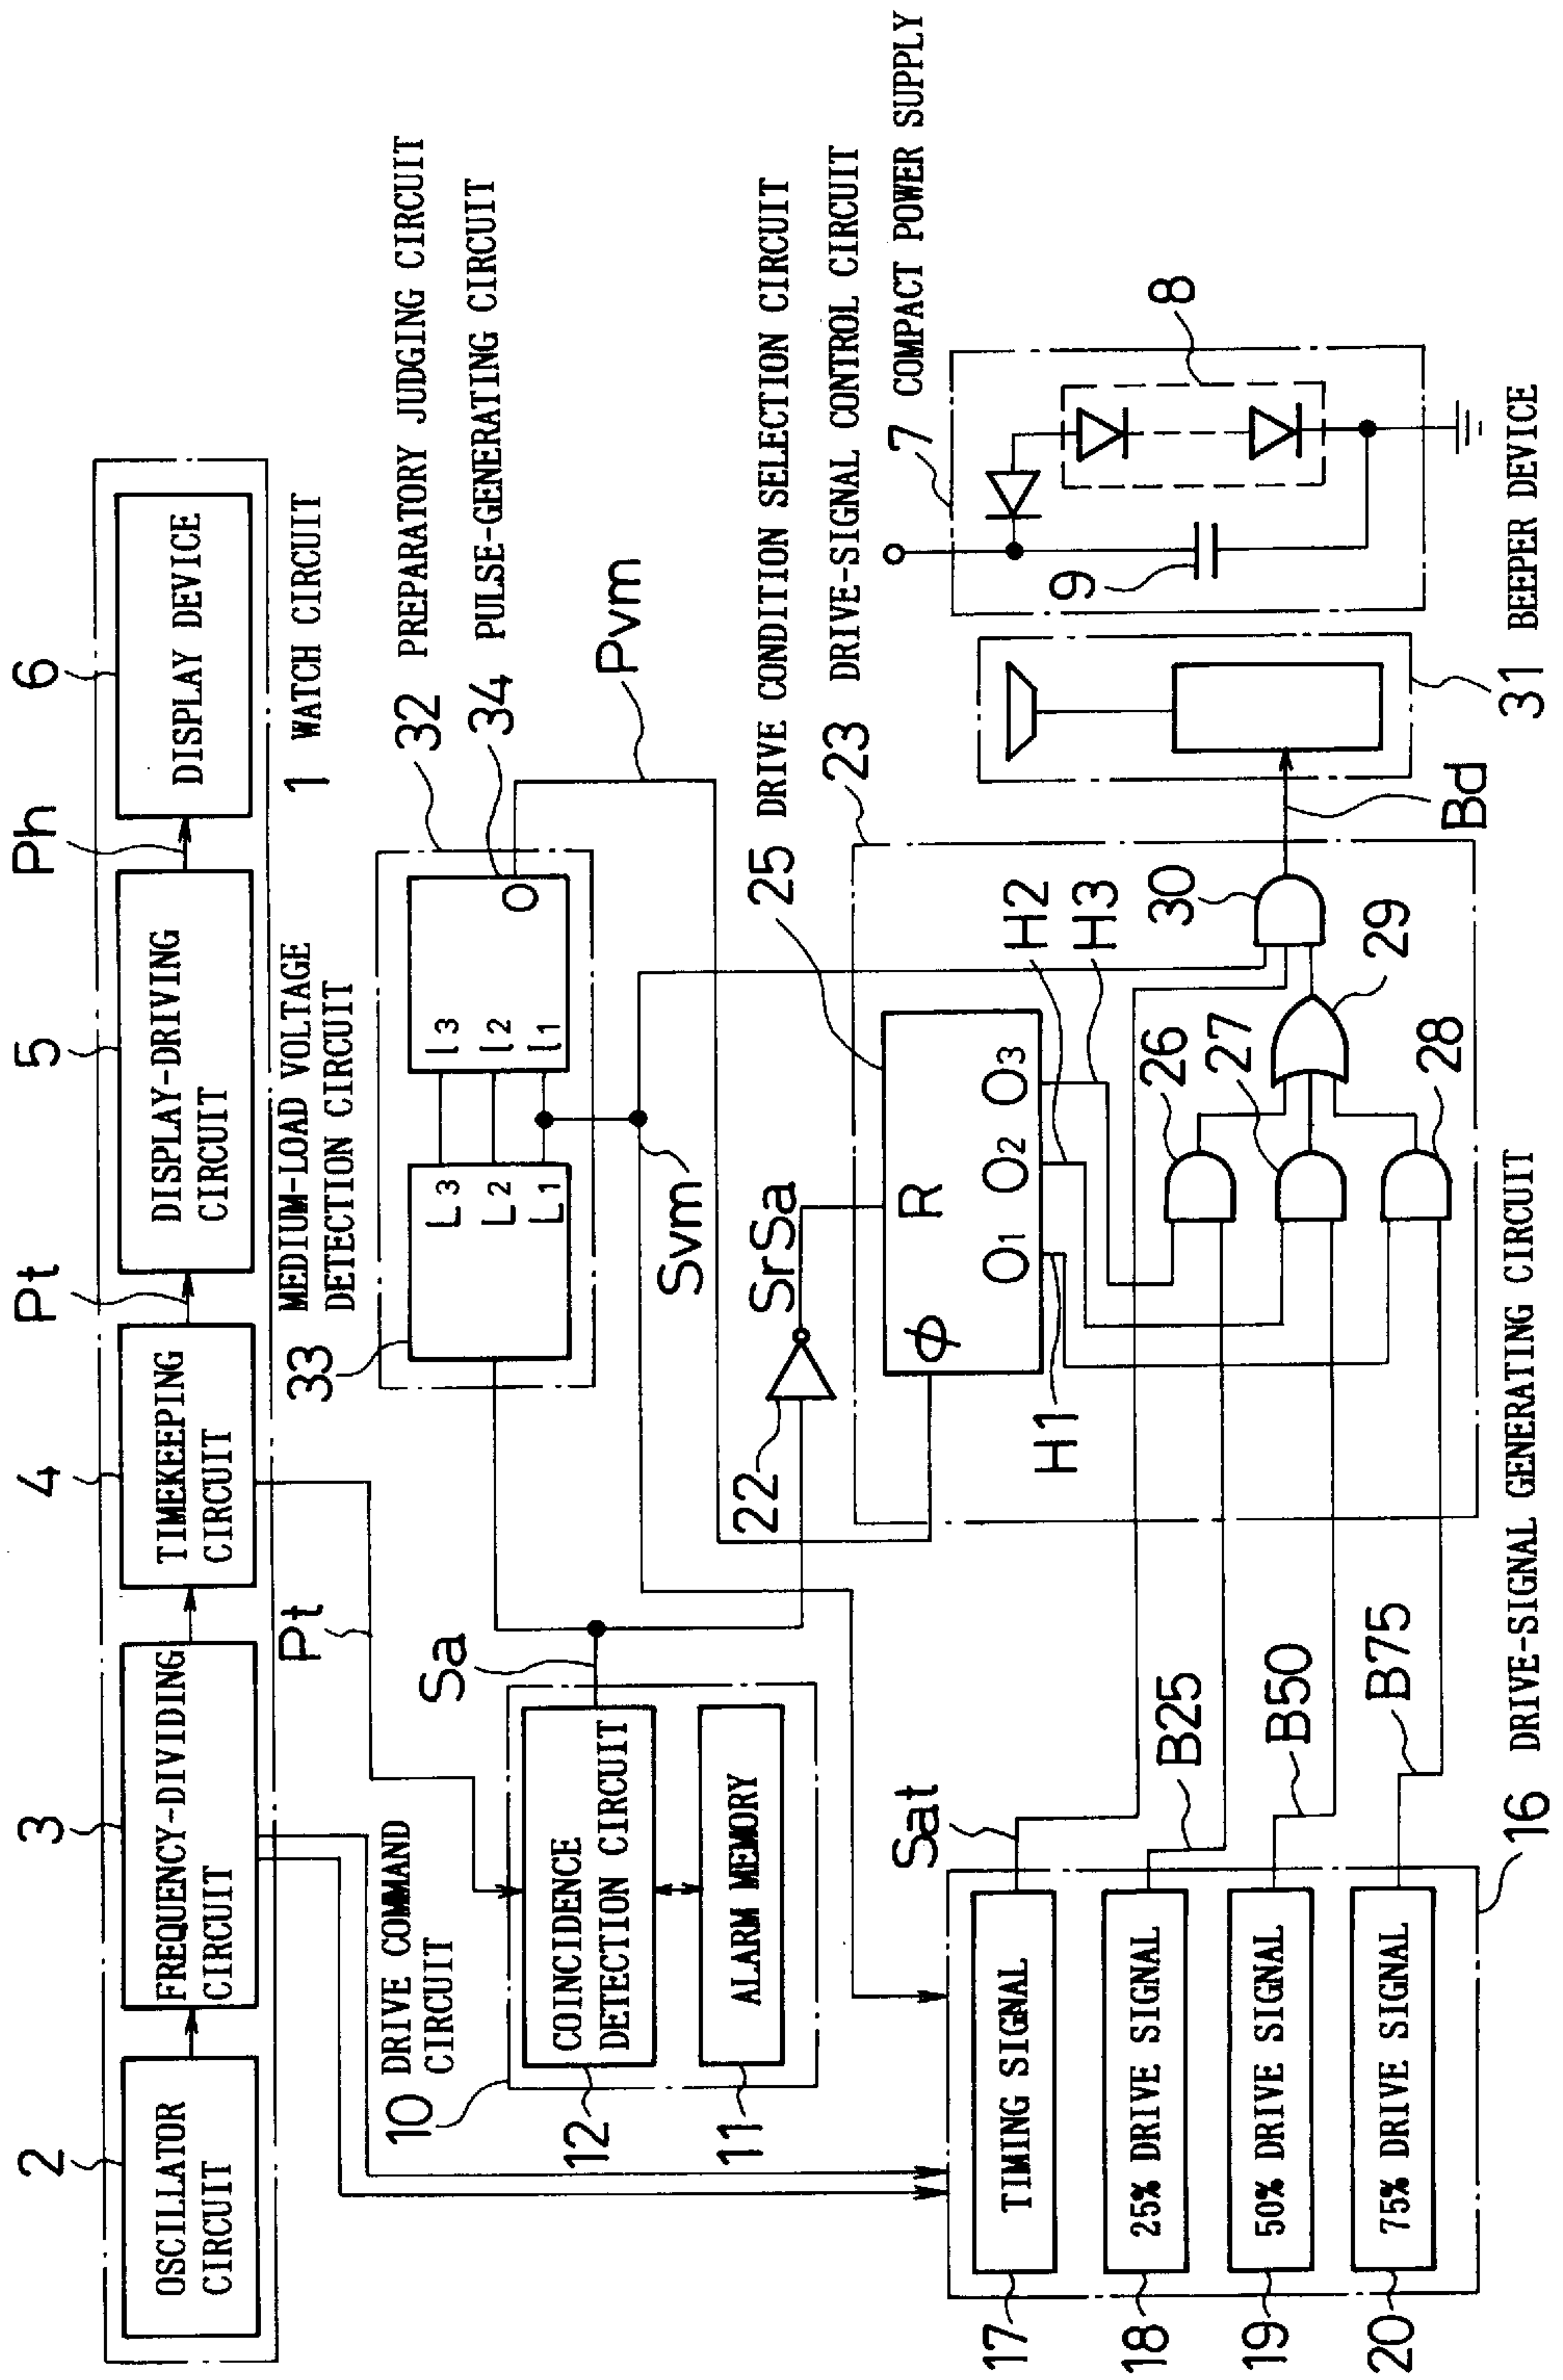 2
3
4
5
6
Pt
Ph
OSCILLATOR
CIRCUIT
FREQUENCY-DIVIDING
CIRCUIT
TIMEKEEPING
CIRCUIT
DISPLAY-DRIVING
CIRCUIT
DISPLAY DEVICE
1 WATCH CIRCUIT
Pt
33
MEDIUM-LOAD VOLTAGE
DETECTION CIRCUIT
L3
L2
L1
I3
I2
I1
O
32 PREPARATORY JUDGING CIRCUIT
34 PULSE-GENERATING CIRCUIT
10 DRIVE COMMAND
CIRCUIT
Sa
COINCIDENCE
DETECTION CIRCUIT
ALARM MEMORY
12
11
Pvm
Svm
SrSa
22
25 DRIVE CONDITION SELECTION CIRCUIT
23 DRIVE-SIGNAL CONTROL CIRCUIT
φ
R
O1
O2
O3
H1
H2
H3
26
27
28
29
30
Bd
7 COMPACT POWER SUPPLY
8
9
31
BEEPER DEVICE
Sat
B25
B50
B75
TIMING SIGNAL
25% DRIVE SIGNAL
50% DRIVE SIGNAL
75% DRIVE SIGNAL
17
18
19
20
16 DRIVE-SIGNAL GENERATING CIRCUIT